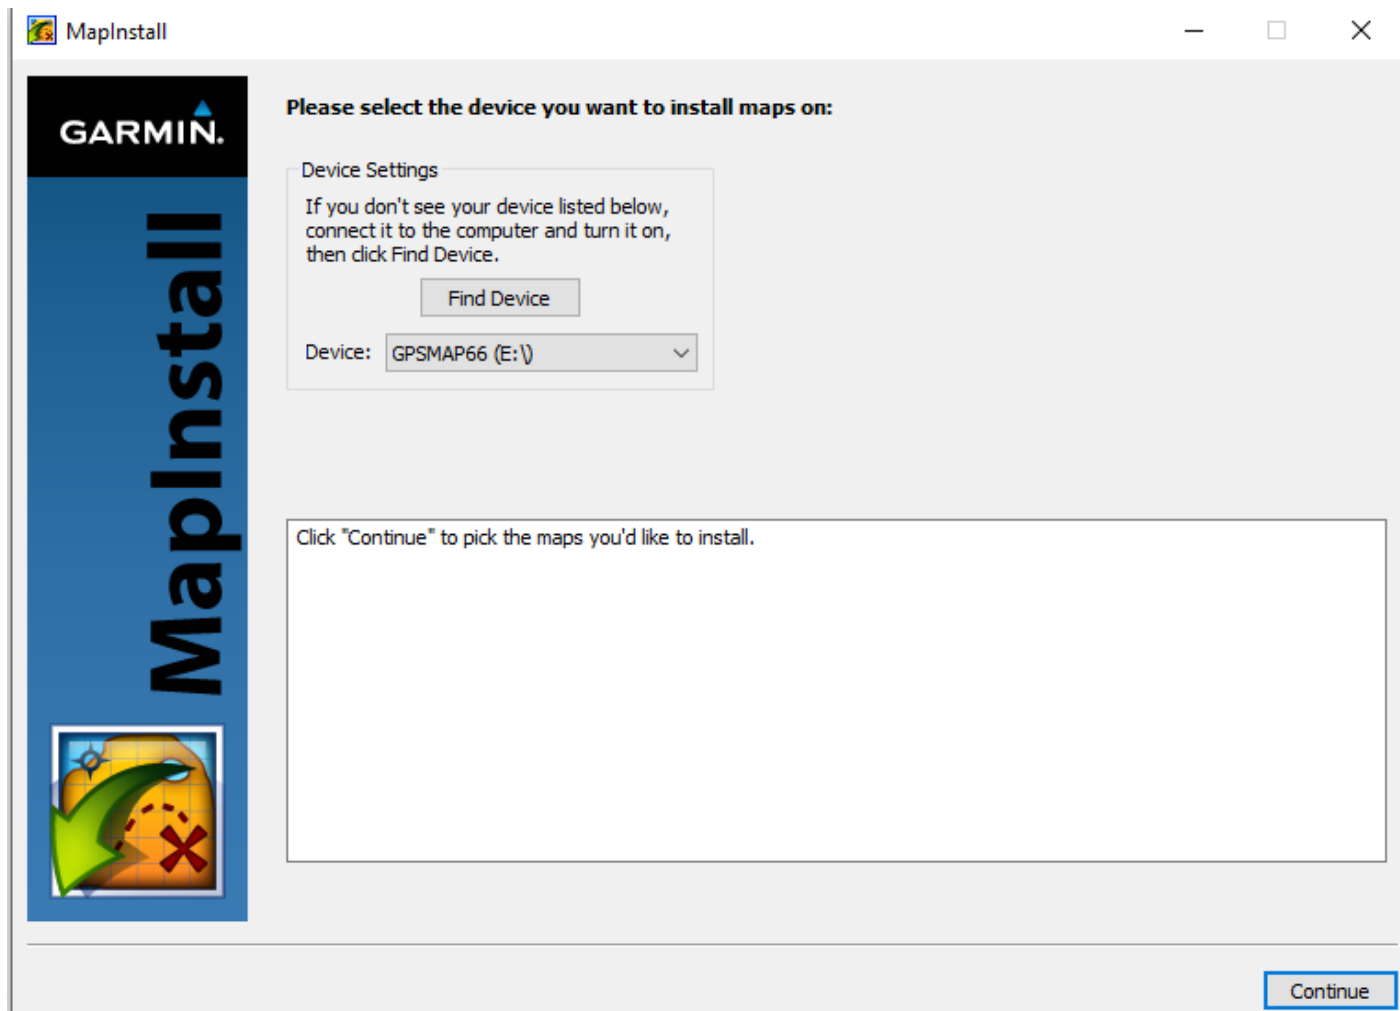 MapInstall
GARMIN.
MapInstall
Please select the device you want to install maps on:
Device Settings
If you don't see your device listed below,
connect it to the computer and turn it on,
then click Find Device.
Find Device
Device: GPSMAP66 (E:\)
Click "Continue" to pick the maps you'd like to install.
Continue